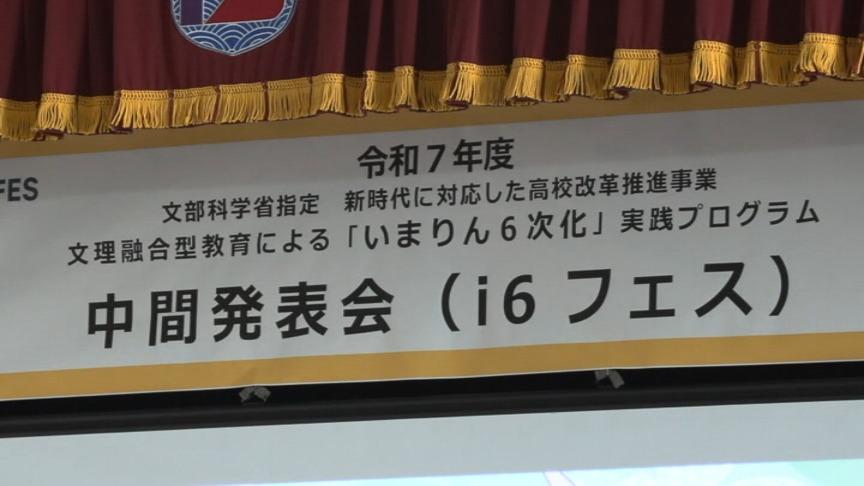 令和７年度
FES
文部科学省指定　新時代に対応した高校改革推進事業
文理融合型教育による「いまりん６次化」実践プログラム
中間発表会（i6フェス）